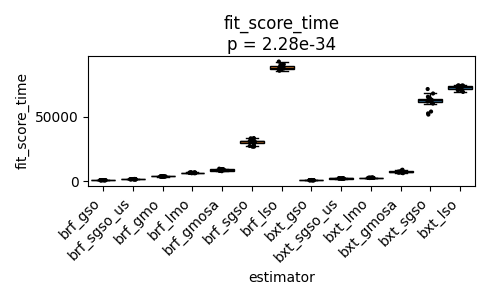 fit_score_time
p = 2.28e-34
fit_score_time
50000
0
brf_gso
brf_sgso_us
brf_gmo
brf_lmo
brf_gmosa
brf_sgso
brf_lso
bxt_gso
bxt_sgso_us
bxt_lmo
bxt_gmosa
bxt_sgso
bxt_lso
estimator